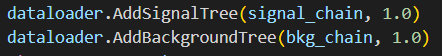 dataloader.AddSignalTree(signal_chain, 1.0)
dataloader.AddBackgroundTree(bkg_chain, 1.0)